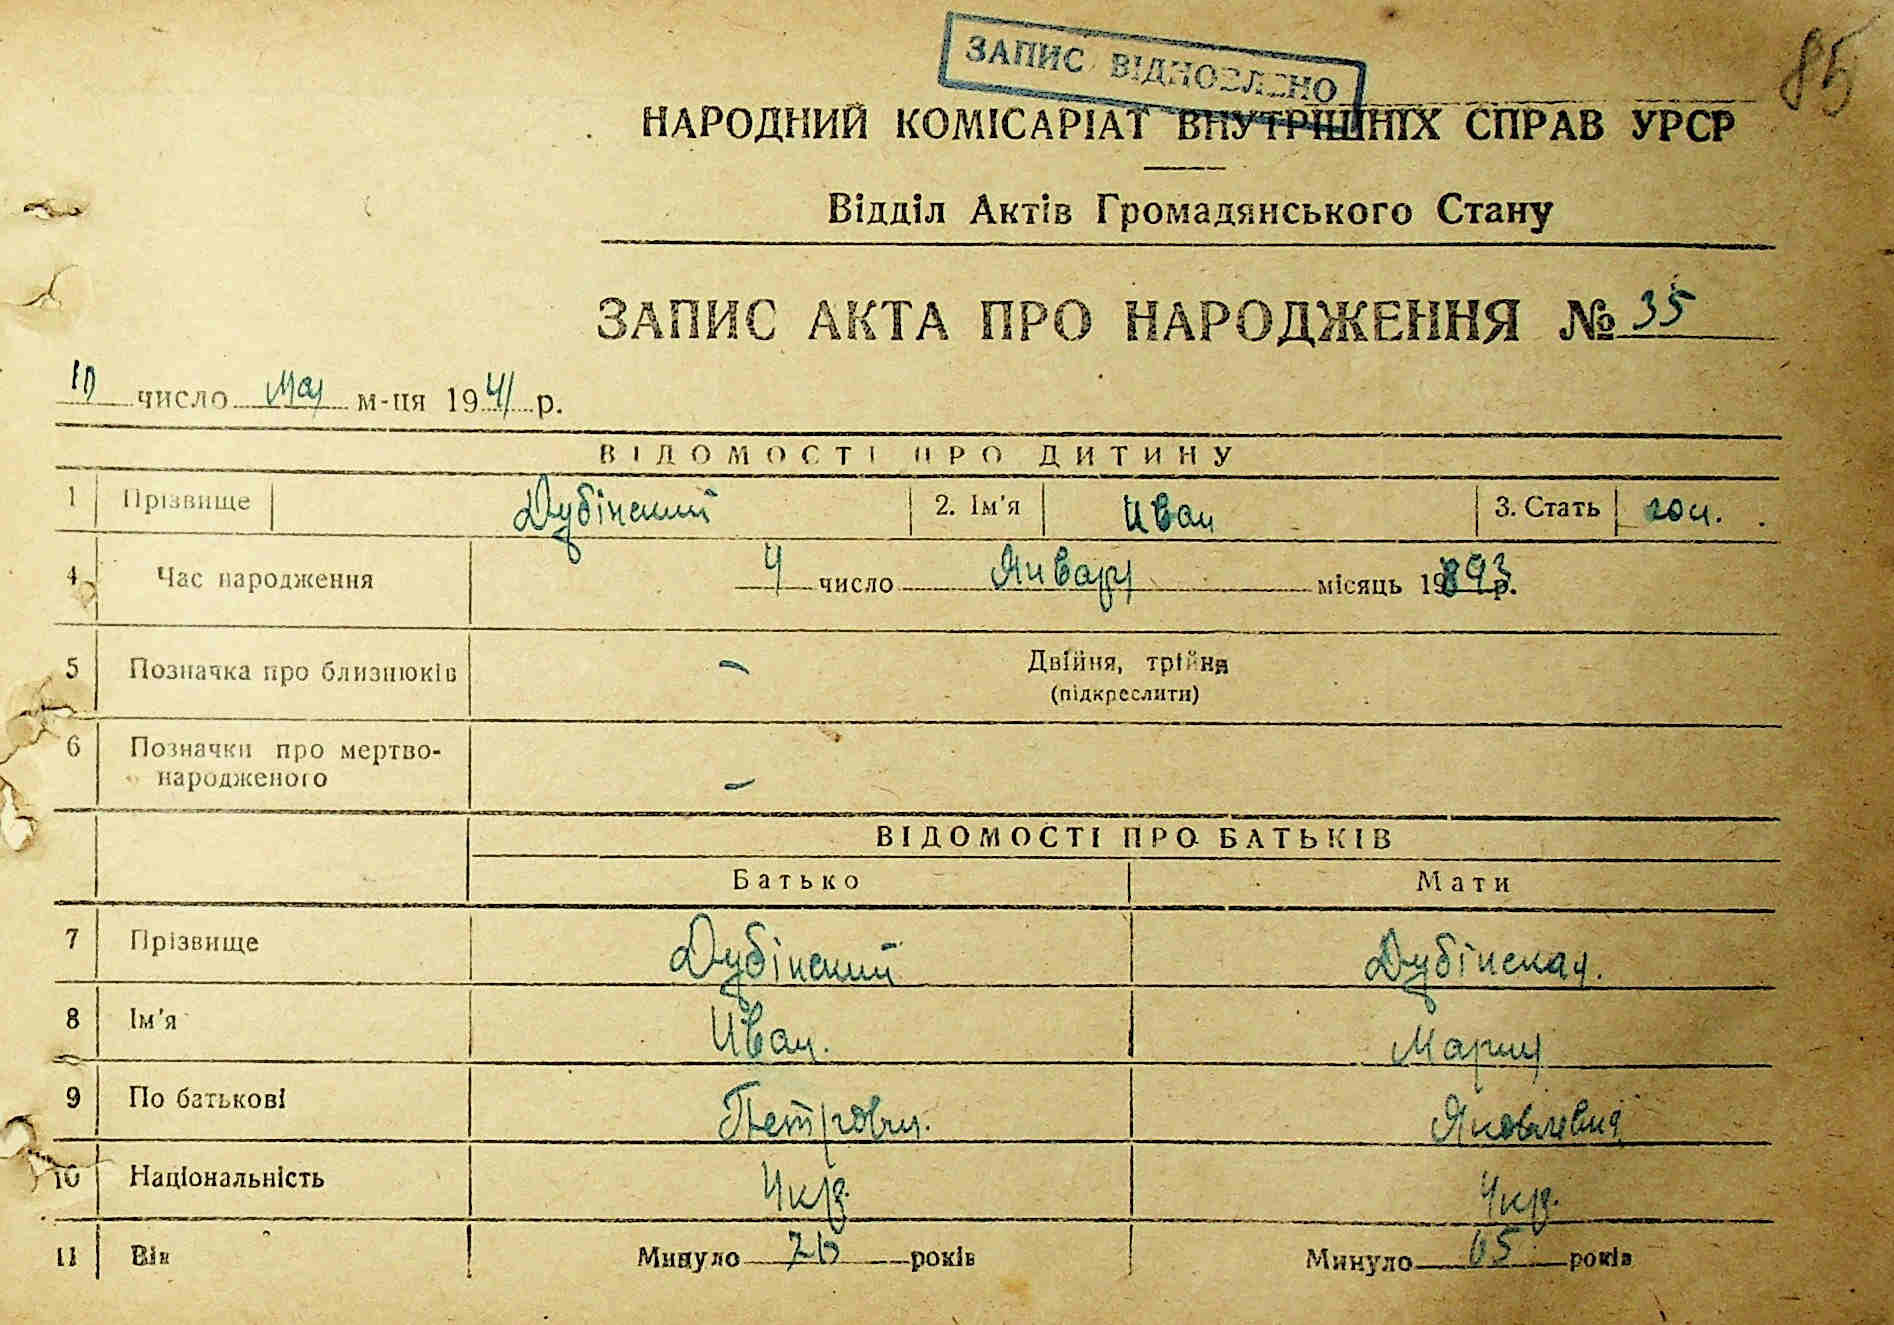 ЗАПИС ВІДНОВЛЕНО
85
НАРОДНИЙ КОМІСАРІАТ ВНУТРІШНІХ СПРАВ УРСР
Відділ Актів Громадянського Стану
ЗАПИС АКТА ПРО НАРОДЖЕННЯ № 35
10 число Мая м-ця 1941 р.
ВІДОМОСТІ ПРО ДИТИНУ
1 Прізвище Дубінский 2. Ім'я Иван 3. Стать
4 Час народження 4 число Января місяць 1893 р.
5 Позначка про близнюків - Двійня, трійня
(підкреслити)
6 Позначки про мертво-
народженого -
ВІДОМОСТІ ПРО БАТЬКІВ
Батько Мати
7 Прізвище Дубінский Дубінская.
8 Ім'я Иван. Мария
9 По батькові Петрович. Яковлевна
10 Національність Укр. Укр.
11 Вік Минуло 70 років Минуло 65 років